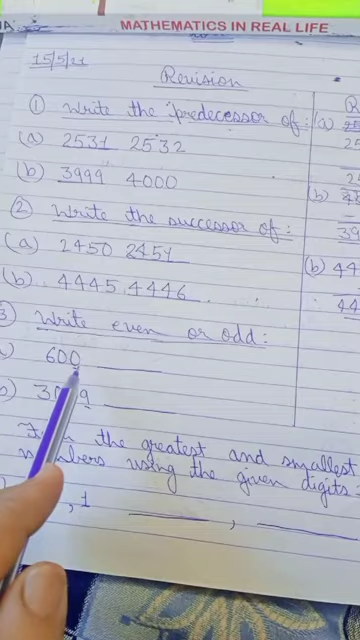 MATHEMATICS IN REAL LIFE
15/5/21
Revision
① Write the predecessor of:
(a) 2531 2532
(b) 3999 4000
② Write the successor of:
(a) 2450 2451
(b) 4445 4446
Write even or odd:
600
the greatest and smallest
numbers using the given digits:
, 1 ,
(a)
(b)
(b) 44